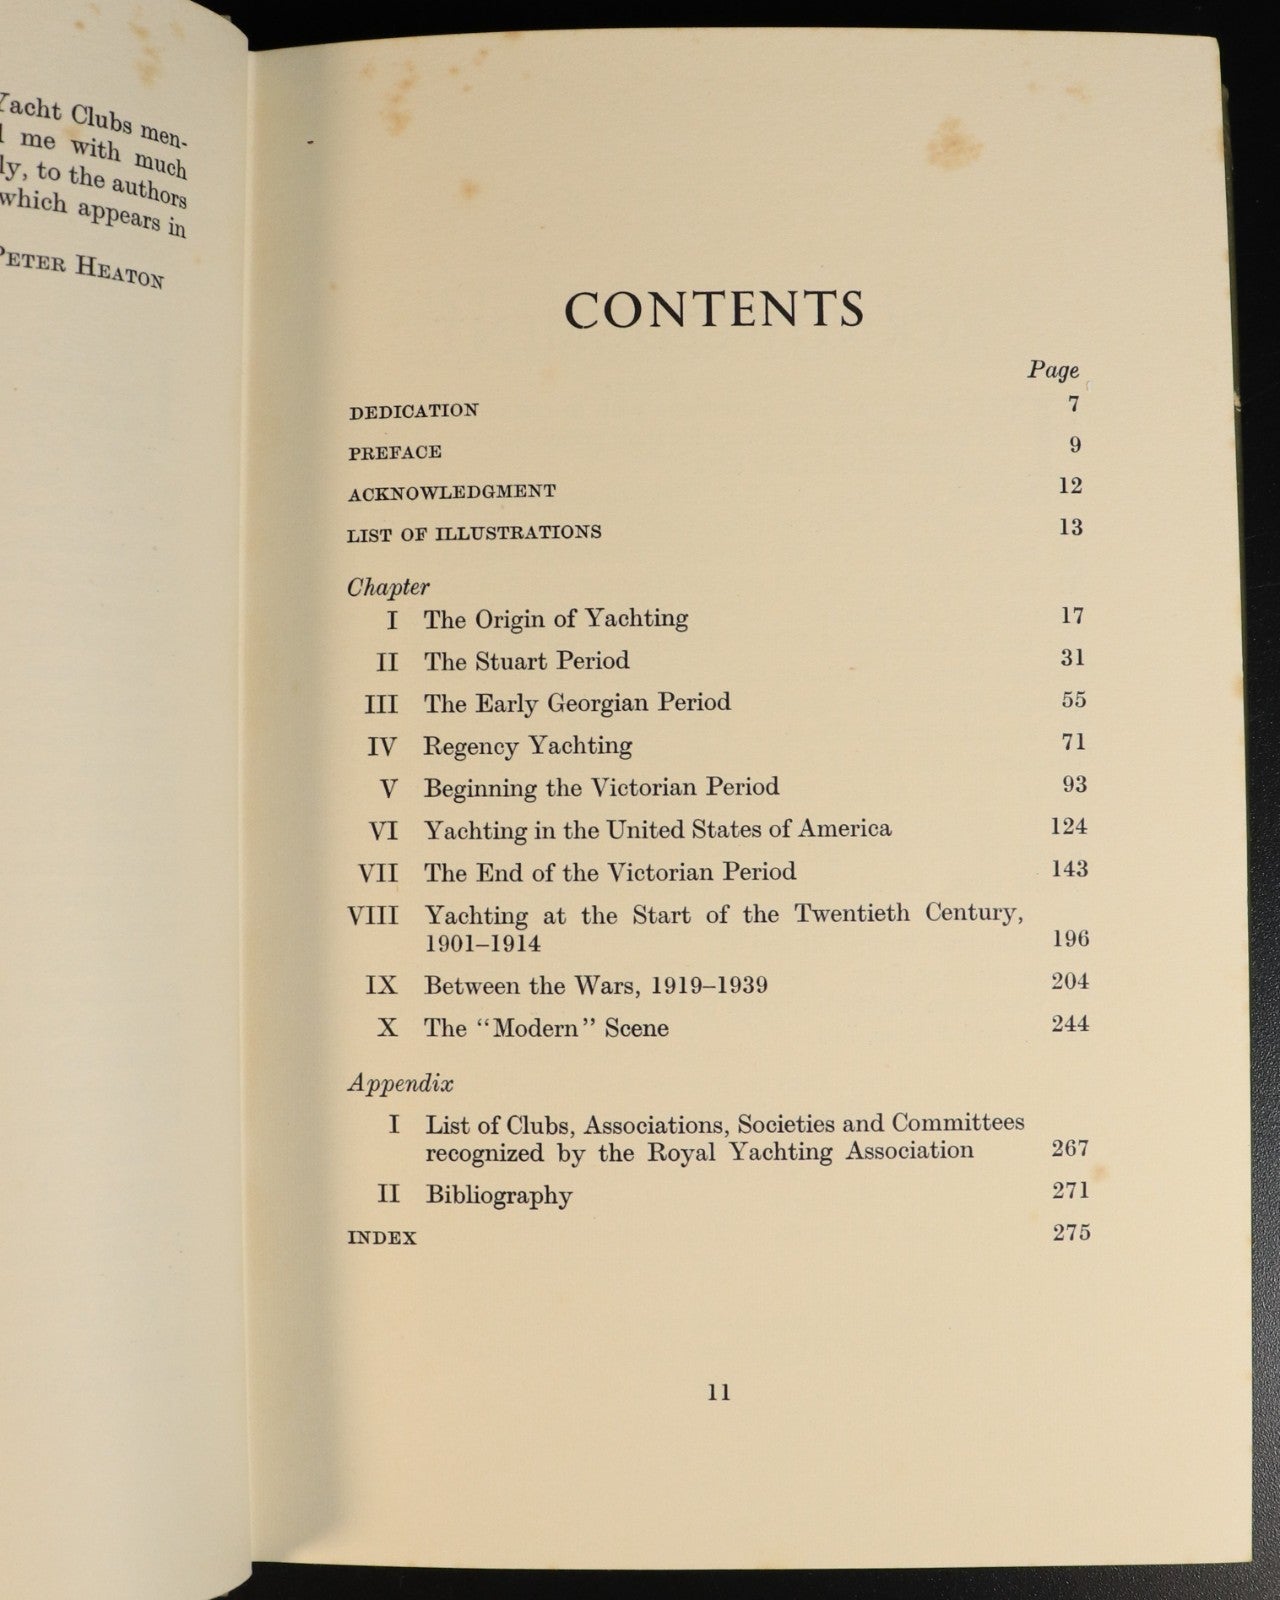 Yacht Clubs men-
me with much
to the authors
which appears in
PETER HEATON
CONTENTS
Page
DEDICATION 7
PREFACE 9
ACKNOWLEDGMENT 12
LIST OF ILLUSTRATIONS 13
Chapter
I The Origin of Yachting 17
II The Stuart Period 31
III The Early Georgian Period 55
IV Regency Yachting 71
V Beginning the Victorian Period 93
VI Yachting in the United States of America 124
VII The End of the Victorian Period 143
VIII Yachting at the Start of the Twentieth Century,
1901–1914 196
IX Between the Wars, 1919–1939 204
X The "Modern" Scene 244
Appendix
I List of Clubs, Associations, Societies and Committees
recognized by the Royal Yachting Association 267
II Bibliography 271
INDEX 275
11